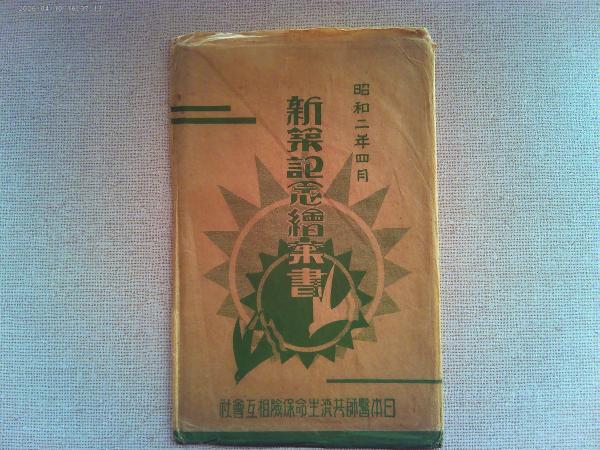 昭和二年四月
新築記念繪葉書
日本醫師共済生命保險相互會社